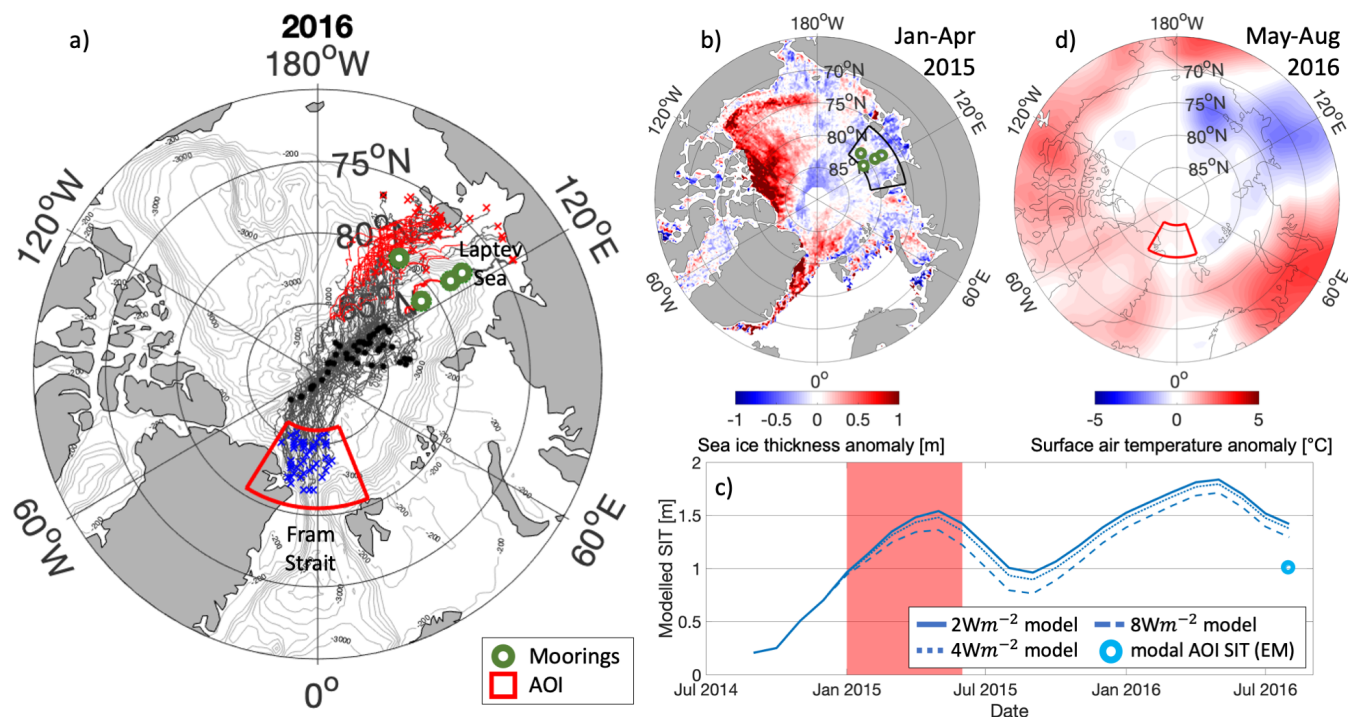 a)
2016
180°W
120°W
75°N
120°E
80°
Laptev
Sea
60°W
Fram
Strait
60°E
0°
Moorings
AOI
b)
180°W
Jan-Apr
2015
120°W
70°N
75°N
80°N
85°N
120°E
60°W
60°E
0°
-1 -0.5 0 0.5 1
Sea ice thickness anomaly [m]
d)
180°W
May-Aug
2016
120°W
70°N
75°N
80°N
85°N
120°E
60°W
60°E
0°
-5 0 5
Surface air temperature anomaly [°C]
c)
Modelled SIT [m]
2
1.5
1
0.5
0
2Wm⁻² model
4Wm⁻² model
8Wm⁻² model
modal AOI SIT (EM)
Jul 2014 Jan 2015 Jul 2015 Jan 2016 Jul 2016
Date